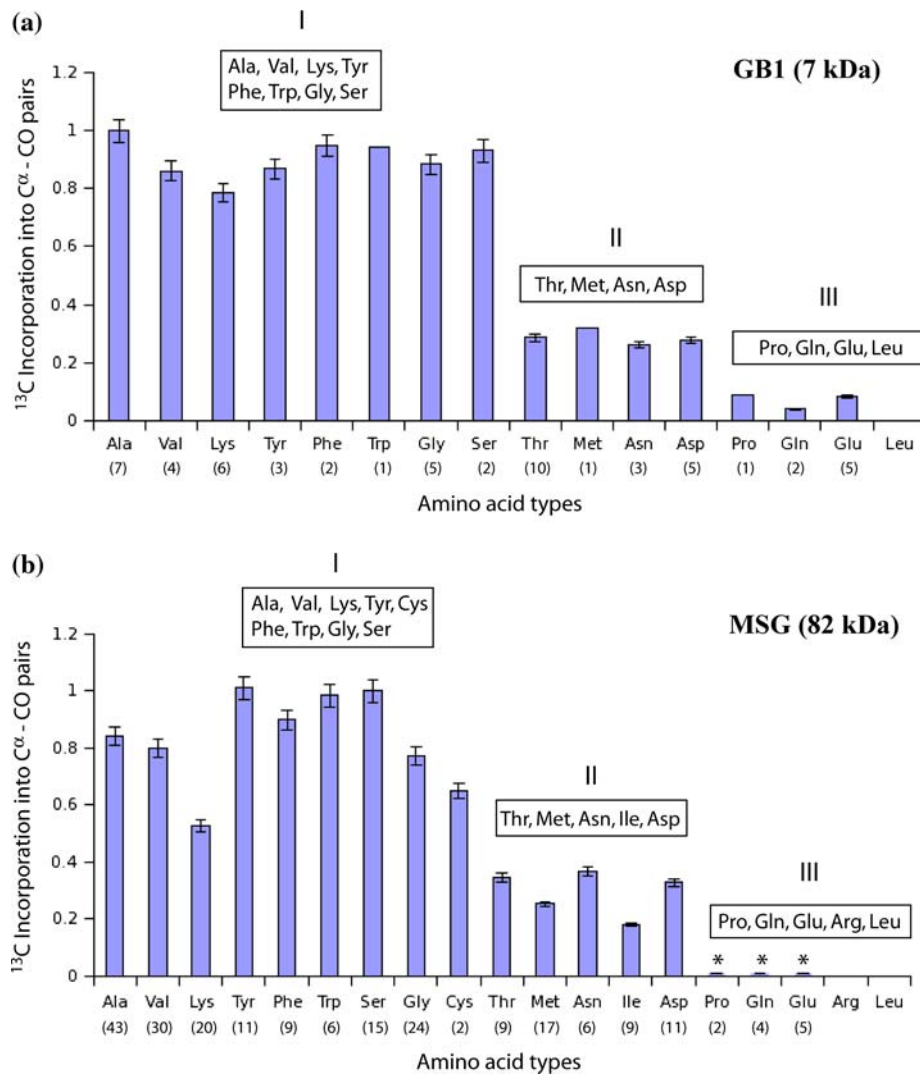 (a)
I
Ala, Val, Lys, Tyr
Phe, Trp, Gly, Ser
GB1 (7 kDa)
II
Thr, Met, Asn, Asp
III
Pro, Gln, Glu, Leu
¹³C Incorporation into Cᵅ - CO pairs
1.2
1
0.8
0.6
0.4
0.2
0
Ala Val Lys Tyr Phe Trp Gly Ser Thr Met Asn Asp Pro Gln Glu Leu
(7) (4) (6) (3) (2) (1) (5) (2) (10) (1) (3) (5) (1) (2) (5)
Amino acid types
(b)
I
Ala, Val, Lys, Tyr, Cys
Phe, Trp, Gly, Ser
MSG (82 kDa)
II
Thr, Met, Asn, Ile, Asp
III
Pro, Gln, Glu, Arg, Leu
¹³C Incorporation into Cᵅ - CO pairs
1.2
1
0.8
0.6
0.4
0.2
0
* * *
Ala Val Lys Tyr Phe Trp Ser Gly Cys Thr Met Asn Ile Asp Pro Gln Glu Arg Leu
(43) (30) (20) (11) (9) (6) (15) (24) (2) (9) (17) (6) (9) (11) (2) (4) (5)
Amino acid types